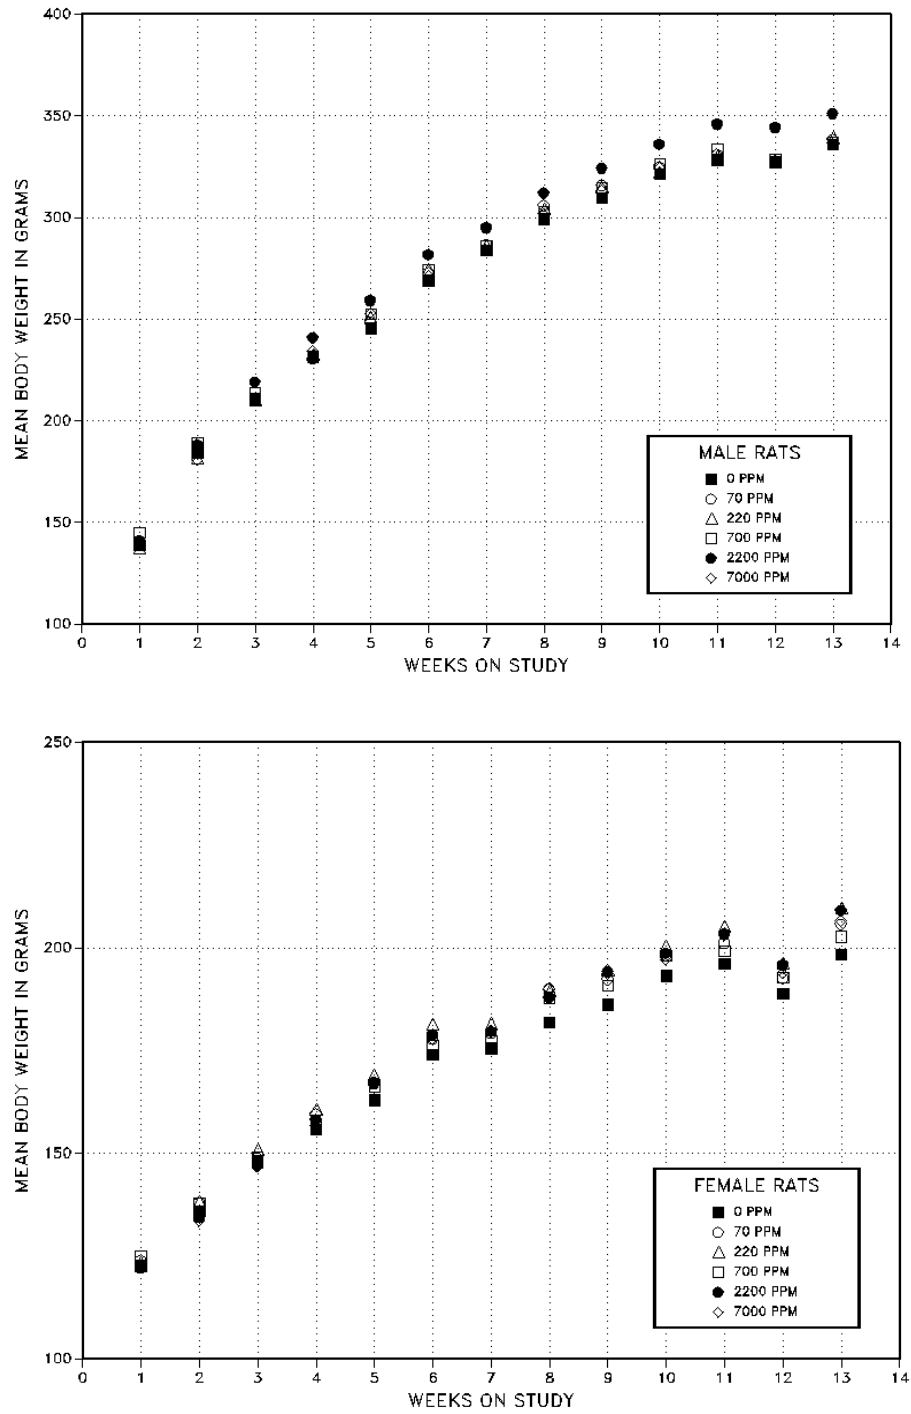 400
350
300
250
200
150
100
MEAN BODY WEIGHT IN GRAMS
MALE RATS
0 PPM
70 PPM
220 PPM
700 PPM
2200 PPM
7000 PPM
0 1 2 3 4 5 6 7 8 9 10 11 12 13 14
WEEKS ON STUDY
250
200
150
100
MEAN BODY WEIGHT IN GRAMS
FEMALE RATS
0 PPM
70 PPM
220 PPM
700 PPM
2200 PPM
7000 PPM
0 1 2 3 4 5 6 7 8 9 10 11 12 13 14
WEEKS ON STUDY